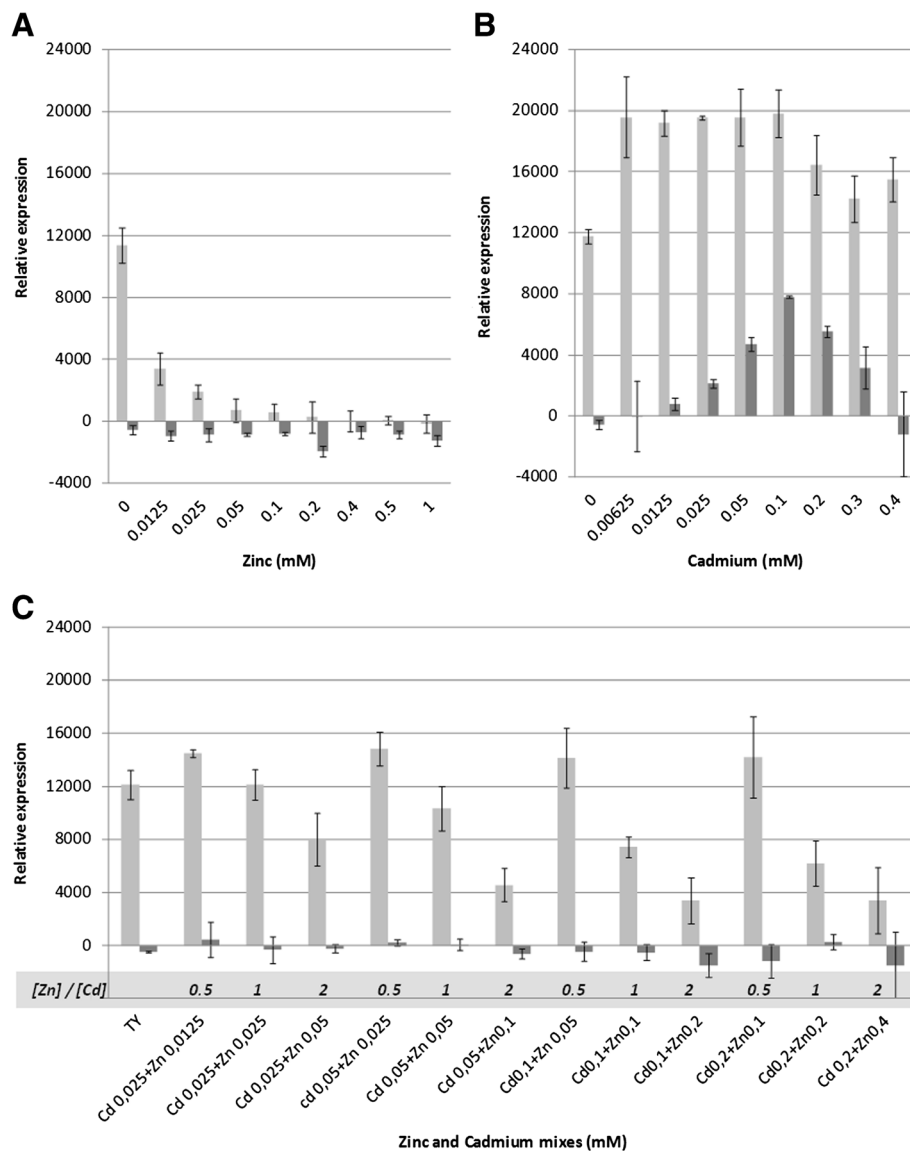 A
24000
20000
16000
12000
8000
4000
0
-4000
Relative expression
0 0.0125 0.025 0.05 0.1 0.2 0.4 0.5 1
Zinc (mM)
B
24000
20000
16000
12000
8000
4000
0
-4000
Relative expression
0 0.00625 0.0125 0.025 0.05 0.1 0.2 0.3 0.4
Cadmium (mM)
C
24000
20000
16000
12000
8000
4000
0
Relative expression
[Zn] / [Cd] 0.5 1 2 0.5 1 2 0.5 1 2 0.5 1 2
TY
Cd 0,025+Zn 0,0125
Cd 0,025+Zn 0,025
Cd 0,025+Zn 0,05
cd 0,05+Zn 0,025
Cd 0,05+Zn 0,05
Cd 0,05+Zn0,1
Cd0,1+Zn 0,05
Cd0,1+Zn0,1
Cd0,1+Zn0,2
Cd0,2+Zn0,1
Cd0,2+Zn0,2
Cd 0,2+Zn0,4
Zinc and Cadmium mixes (mM)